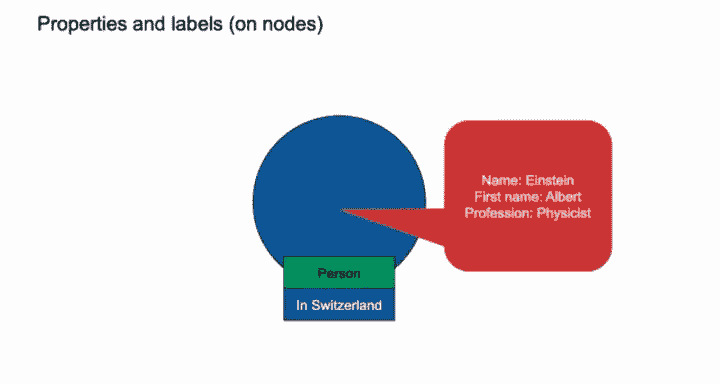 Properties and labels (on nodes)
Name: Einstein
First name: Albert
Profession: Physicist
Person
In Switzerland